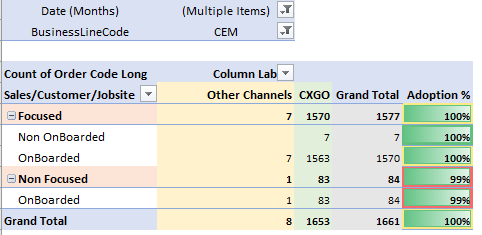 Date (Months) (Multiple Items)
BusinessLineCode CEM
Count of Order Code Long Column Lab
Sales/Customer/Jobsite Other Channels CXGO Grand Total Adoption %
Focused 7 1570 1577 100%
Non OnBoarded 7 7 100%
OnBoarded 7 1563 1570 100%
Non Focused 1 83 84 99%
OnBoarded 1 83 84 99%
Grand Total 8 1653 1661 100%